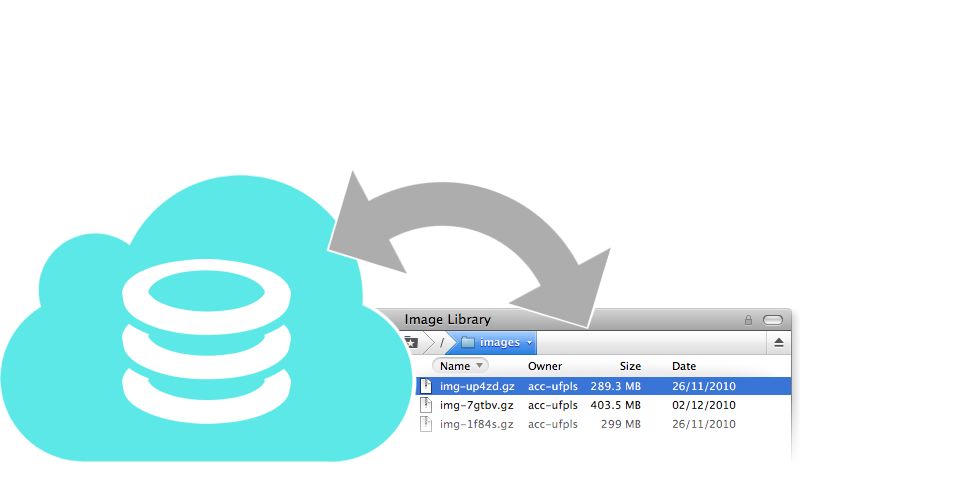 Image Library
/ images
Name Owner Size Date
img-up4zd.gz acc-ufpls 289.3 MB 26/11/2010
img-7gtbv.gz acc-ufpls 403.5 MB 02/12/2010
img-1f84s.gz acc-ufpls 299 MB 26/11/2010